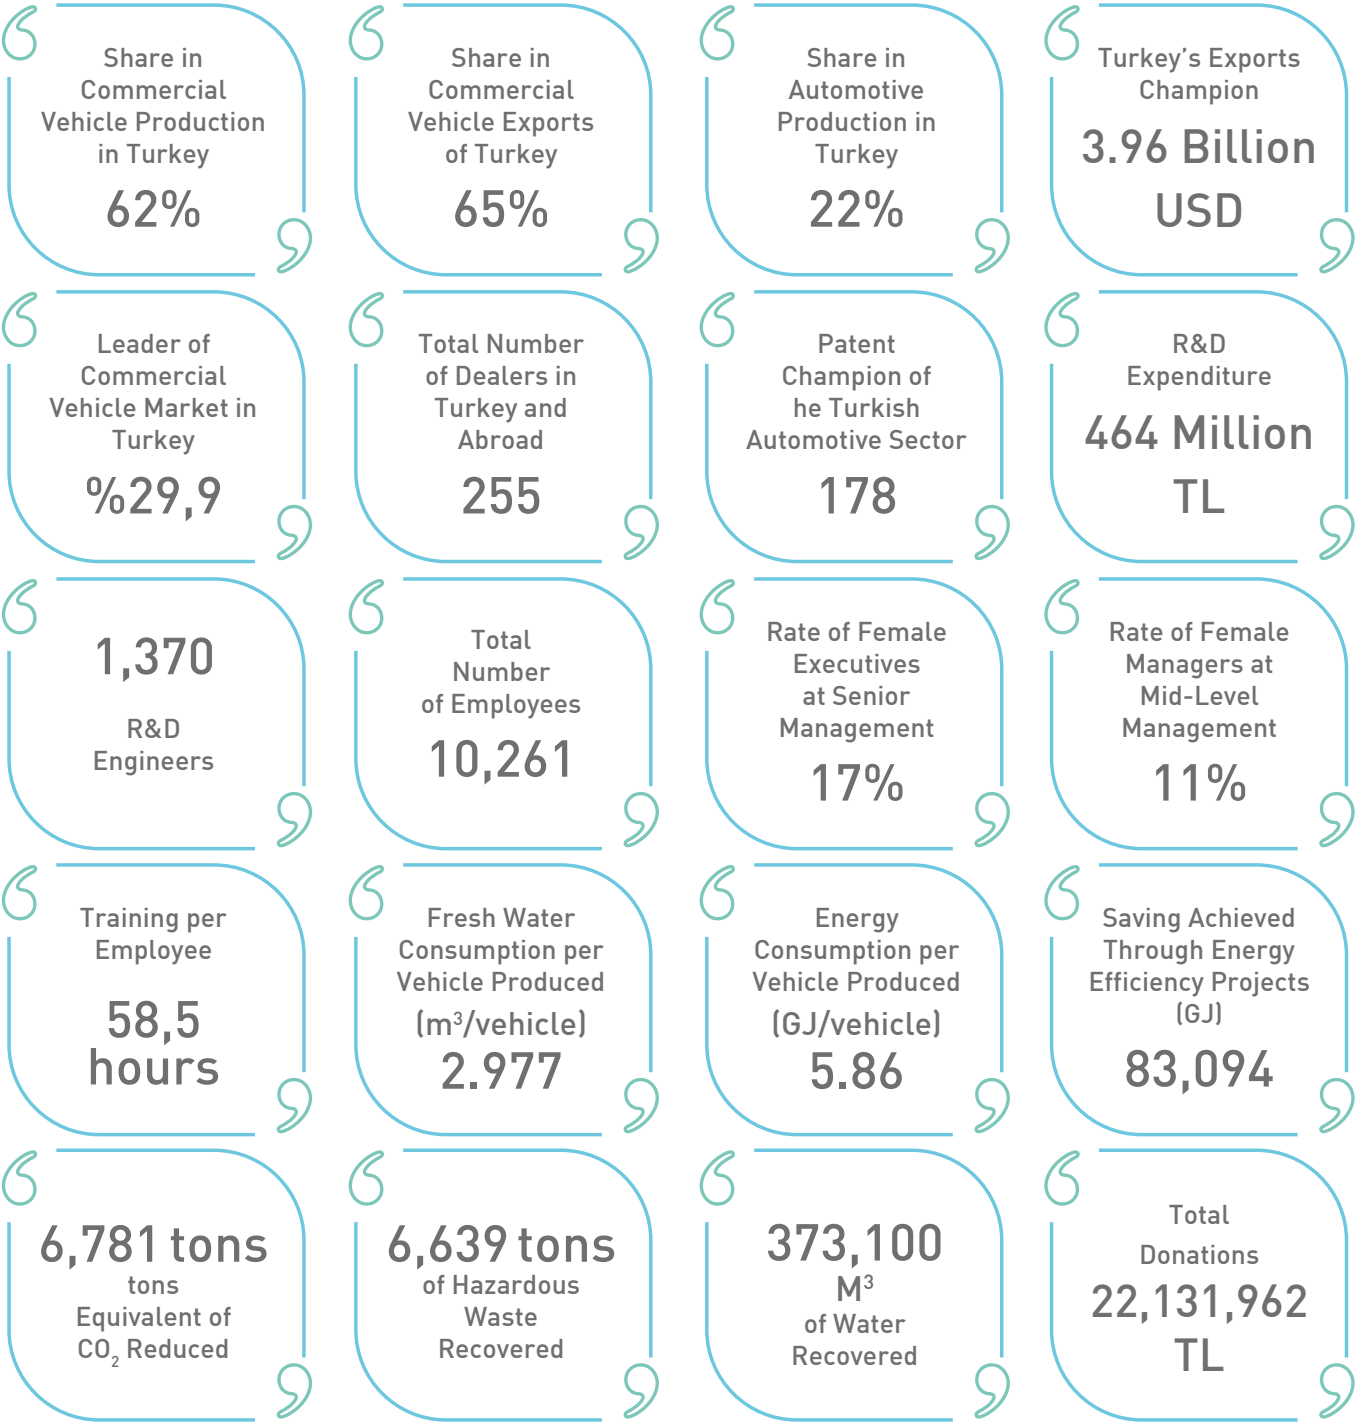 Share in
Commercial
Vehicle Production
in Turkey
62%
Share in
Commercial
Vehicle Exports
of Turkey
65%
Share in
Automotive
Production in
Turkey
22%
Turkey’s Exports
Champion
3.96 Billion
USD
Leader of
Commercial
Vehicle Market in
Turkey
%29,9
Total Number
of Dealers in
Turkey and
Abroad
255
Patent
Champion of
he Turkish
Automotive Sector
178
R&D
Expenditure
464 Million
TL
1,370
R&D
Engineers
Total
Number
of Employees
10,261
Rate of Female
Executives
at Senior
Management
17%
Rate of Female
Managers at
Mid-Level
Management
11%
Training per
Employee
58,5
hours
Fresh Water
Consumption per
Vehicle Produced
(m³/vehicle)
2.977
Energy
Consumption per
Vehicle Produced
(GJ/vehicle)
5.86
Saving Achieved
Through Energy
Efficiency Projects
(GJ)
83,094
6,781 tons
tons
Equivalent of
CO₂ Reduced
6,639 tons
of Hazardous
Waste
Recovered
373,100
M³
of Water
Recovered
Total
Donations
22,131,962
TL